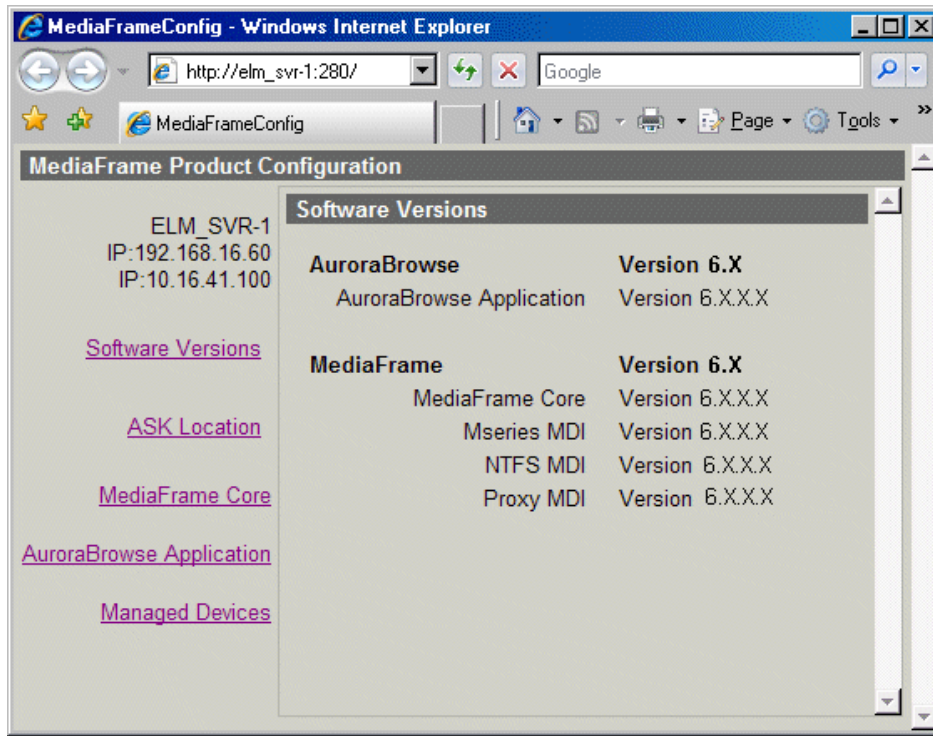 MediaFrameConfig - Windows Internet Explorer
http://elm_svr-1:280/
Google
MediaFrameConfig
Page
Tools
»
MediaFrame Product Configuration
ELM_SVR-1
IP:192.168.16.60
IP:10.16.41.100
Software Versions
ASK Location
MediaFrame Core
AuroraBrowse Application
Managed Devices
Software Versions
AuroraBrowse Version 6.X
AuroraBrowse Application Version 6.X.X.X
MediaFrame Version 6.X
MediaFrame Core Version 6.X.X.X
Mseries MDI Version 6.X.X.X
NTFS MDI Version 6.X.X.X
Proxy MDI Version 6.X.X.X